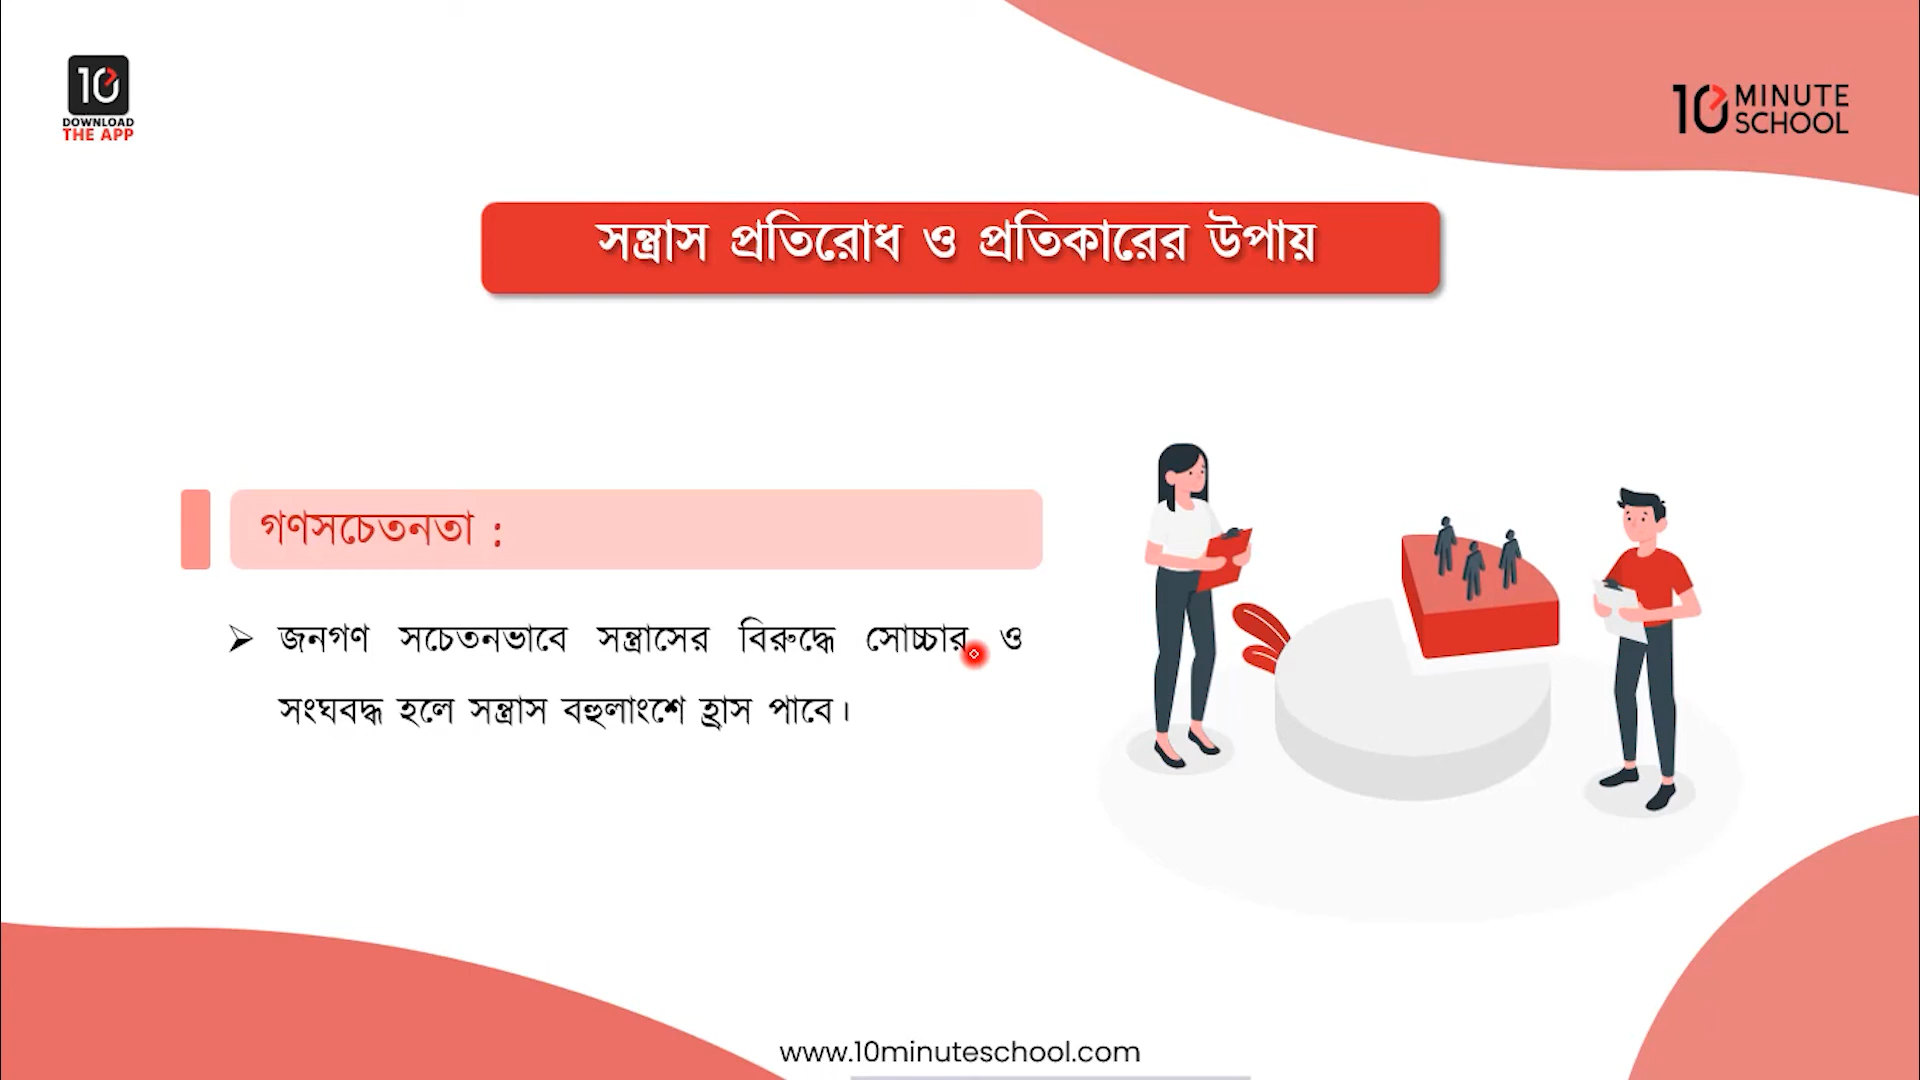 10
DOWNLOAD
THE APP
10 MINUTE
SCHOOL
সন্ত্রাস প্রতিরোধ ও প্রতিকারের উপায়
গণসচেতনতা :
জনগণ সচেতনভাবে সন্ত্রাসের বিরুদ্ধে সোচ্চার ও
সংঘবদ্ধ হলে সন্ত্রাস বহুলাংশে হ্রাস পাবে।
www.10minuteschool.com